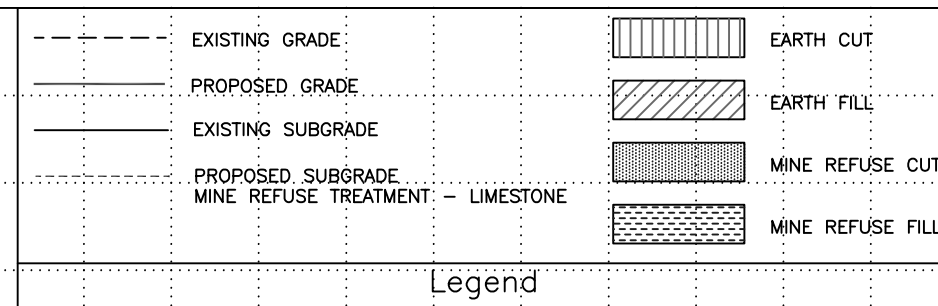 EXISTING GRADE
PROPOSED GRADE
EXISTING SUBGRADE
PROPOSED SUBGRADE
MINE REFUSE TREATMENT - LIMESTONE
EARTH CUT
EARTH FILL
MINE REFUSE CUT
MINE REFUSE FILL
Legend